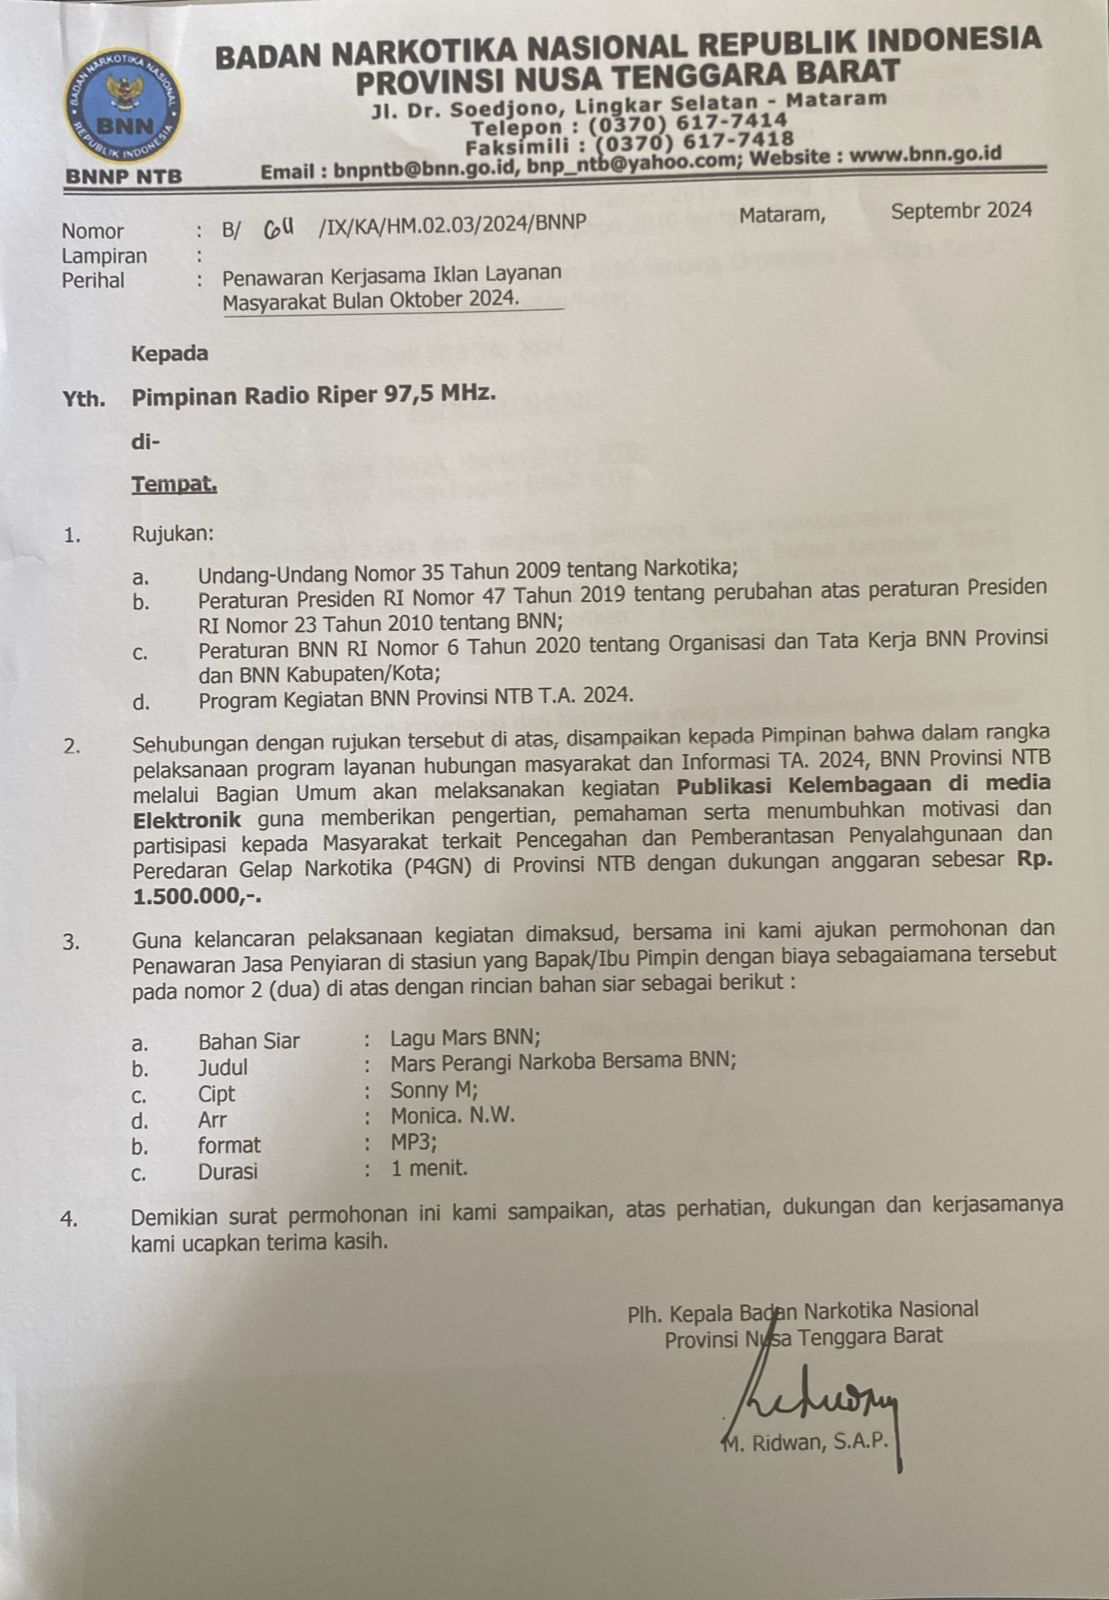 BADAN NARKOTIKA NASIONAL REPUBLIK INDONESIA
PROVINSI NUSA TENGGARA BARAT
Jl. Dr. Soedjono, Lingkar Selatan - Mataram
Telepon : (0370) 617-7414
Faksimili : (0370) 617-7418
Email : bnpntb@bnn.go.id, bnp_ntb@yahoo.com; Website : www.bnn.go.id
BADAN NARKOTIKA NASIONAL
BNN
REPUBLIK INDONESIA
BNNP NTB
Nomor : B/ /IX/KA/HM.02.03/2024/BNNP Mataram, Septembr 2024
Lampiran :
Perihal : Penawaran Kerjasama Iklan Layanan
Masyarakat Bulan Oktober 2024.
Kepada
Yth. Pimpinan Radio Riper 97,5 MHz.
di-
Tempat.
1. Rujukan:
a. Undang-Undang Nomor 35 Tahun 2009 tentang Narkotika;
b. Peraturan Presiden RI Nomor 47 Tahun 2019 tentang perubahan atas peraturan Presiden
RI Nomor 23 Tahun 2010 tentang BNN;
c. Peraturan BNN RI Nomor 6 Tahun 2020 tentang Organisasi dan Tata Kerja BNN Provinsi
dan BNN Kabupaten/Kota;
d. Program Kegiatan BNN Provinsi NTB T.A. 2024.
2. Sehubungan dengan rujukan tersebut di atas, disampaikan kepada Pimpinan bahwa dalam rangka
pelaksanaan program layanan hubungan masyarakat dan Informasi TA. 2024, BNN Provinsi NTB
melalui Bagian Umum akan melaksanakan kegiatan Publikasi Kelembagaan di media
Elektronik guna memberikan pengertian, pemahaman serta menumbuhkan motivasi dan
partisipasi kepada Masyarakat terkait Pencegahan dan Pemberantasan Penyalahgunaan dan
Peredaran Gelap Narkotika (P4GN) di Provinsi NTB dengan dukungan anggaran sebesar Rp.
1.500.000,-.
3. Guna kelancaran pelaksanaan kegiatan dimaksud, bersama ini kami ajukan permohonan dan
Penawaran Jasa Penyiaran di stasiun yang Bapak/Ibu Pimpin dengan biaya sebagaiamana tersebut
pada nomor 2 (dua) di atas dengan rincian bahan siar sebagai berikut :
a. Bahan Siar : Lagu Mars BNN;
b. Judul : Mars Perangi Narkoba Bersama BNN;
c. Cipt : Sonny M;
d. Arr : Monica. N.W.
b. format : MP3;
c. Durasi : 1 menit.
4. Demikian surat permohonan ini kami sampaikan, atas perhatian, dukungan dan kerjasamanya
kami ucapkan terima kasih.
Plh. Kepala Badan Narkotika Nasional
Provinsi Nusa Tenggara Barat
M. Ridwan, S.A.P.